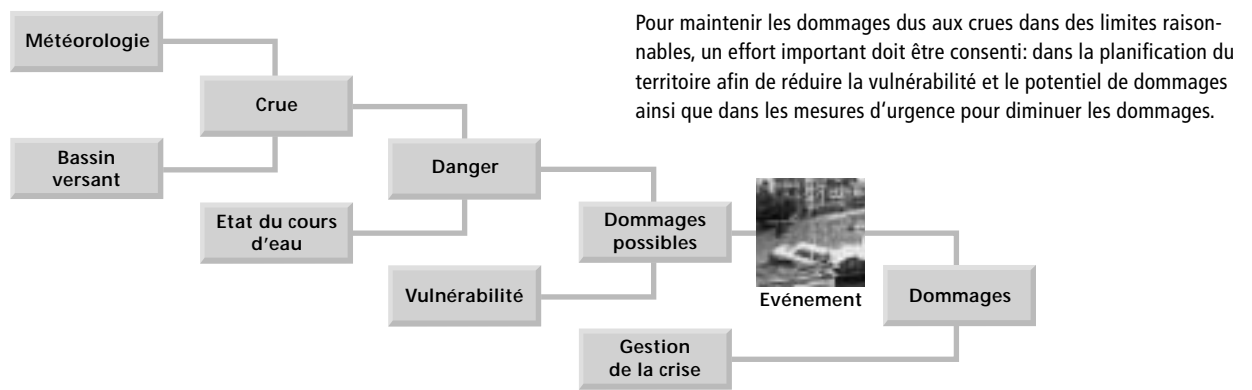 Pour maintenir les dommages dus aux crues dans des limites raison-
nables, un effort important doit être consenti: dans la planification du
territoire afin de réduire la vulnérabilité et le potentiel de dommages
ainsi que dans les mesures d'urgence pour diminuer les dommages.
Météorologie
Crue
Bassin
versant
Danger
Etat du cours
d'eau
Dommages
possibles
Vulnérabilité
Evénement
Dommages
Gestion
de la crise